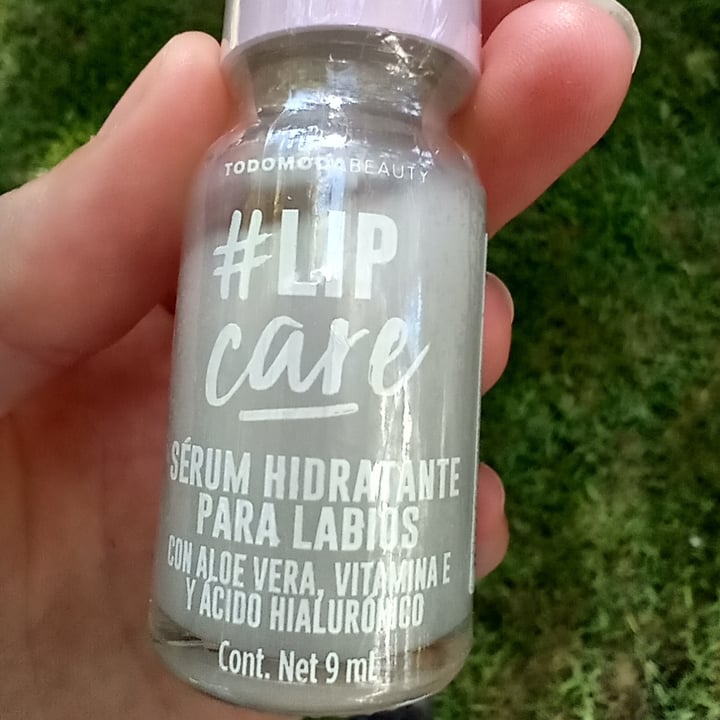 TODOMODABEAUTY
#LIP
care
SÉRUM HIDRATANTE
PARA LABIOS
CON ALOE VERA, VITAMINA E
Y ÁCIDO HIALURÓNICO
Cont. Net 9 ml